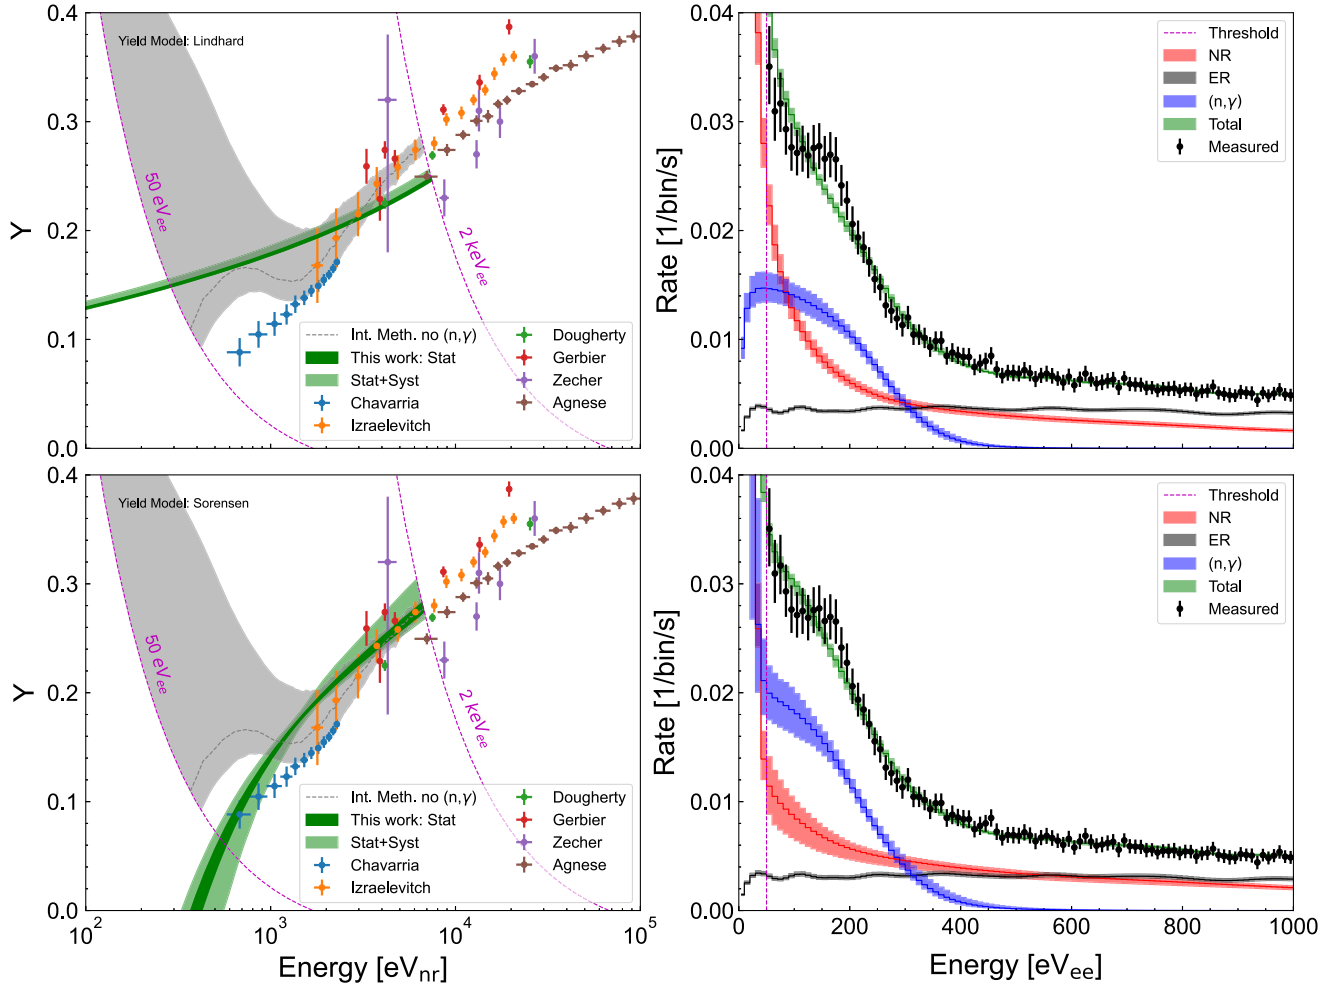 Yield Model: Lindhard
0.4
0.3
0.2
0.1
0.0
Y
50 eVee
2 keVee
Int. Meth. no (n,γ)
This work: Stat
Stat+Syst
Chavarria
Izraelevitch
Dougherty
Gerbier
Zecher
Agnese
0.04
0.03
0.02
0.01
0.00
Rate [1/bin/s]
Threshold
NR
ER
(n,γ)
Total
Measured
Yield Model: Sorensen
0.4
0.3
0.2
0.1
0.0
Y
50 eVee
2 keVee
Int. Meth. no (n,γ)
This work: Stat
Stat+Syst
Chavarria
Izraelevitch
Dougherty
Gerbier
Zecher
Agnese
10² 10³ 10⁴ 10⁵
Energy [eVnr]
0.04
0.03
0.02
0.01
0.00
Rate [1/bin/s]
Threshold
NR
ER
(n,γ)
Total
Measured
0 200 400 600 800 1000
Energy [eVee]